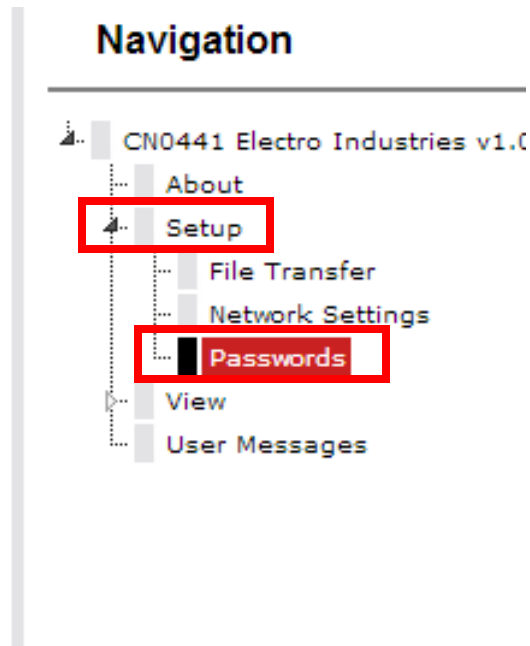 Navigation
CN0441 Electro Industries v1.0
About
Setup
File Transfer
Network Settings
Passwords
View
User Messages